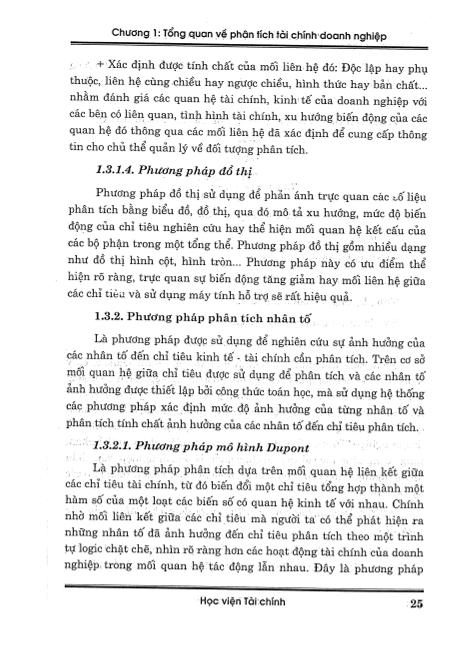 Chương 1: Tổng quan về phân tích tài chính doanh nghiệp
+ Xác định được tính chất của mối liên hệ đó: Độc lập hay phụ
thuộc, liên hệ cùng chiều hay ngược chiều, hình thức hay bản chất...
nhằm đánh giá các quan hệ tài chính, kinh tế của doanh nghiệp với
các bên có liên quan, tình hình tài chính, xu hướng biến động của các
quan hệ đó thông qua các mối liên hệ đã xác định để cung cấp thông
tin cho chủ thể quản lý về đối tượng phân tích.
1.3.1.4. Phương pháp đồ thị
Phương pháp đồ thị sử dụng để phản ánh trực quan các số liệu
phân tích bằng biểu đồ, đồ thị, qua đó mô tả xu hướng, mức độ biến
động của chỉ tiêu nghiên cứu hay thể hiện mối quan hệ kết cấu của
các bộ phận trong một tổng thể. Phương pháp đồ thị gồm nhiều dạng
như đồ thị hình cột, hình tròn... Phương pháp này có ưu điểm thể
hiện rõ ràng, trực quan sự biến động tăng giảm hay mối liên hệ giữa
các chỉ tiêu và sử dụng máy tính hỗ trợ sẽ rất hiệu quả.
1.3.2. Phương pháp phân tích nhân tố
Là phương pháp được sử dụng để nghiên cứu sự ảnh hưởng của
các nhân tố đến chỉ tiêu kinh tế - tài chính cần phân tích. Trên cơ sở
mối quan hệ giữa chỉ tiêu được sử dụng để phân tích và các nhân tố
ảnh hưởng được thiết lập bởi công thức toán học, mà sử dụng hệ thống
các phương pháp xác định mức độ ảnh hưởng của từng nhân tố và
phân tích tính chất ảnh hưởng của các nhân tố đến chỉ tiêu phân tích.
1.3.2.1. Phương pháp mô hình Dupont
Là phương pháp phân tích dựa trên mối quan hệ liên kết giữa
các chỉ tiêu tài chính, từ đó biến đổi một chỉ tiêu tổng hợp thành một
hàm số của một loạt các biến số có quan hệ kinh tế với nhau. Chính
nhờ mối liên kết giữa các chỉ tiêu mà người ta có thể phát hiện ra
những nhân tố đã ảnh hưởng đến chỉ tiêu phân tích theo một trình
tự logic chặt chẽ, nhìn rõ ràng hơn các hoạt động tài chính của doanh
nghiệp trong mối quan hệ tác động lẫn nhau. Đây là phương pháp
Học viện Tài chính
25